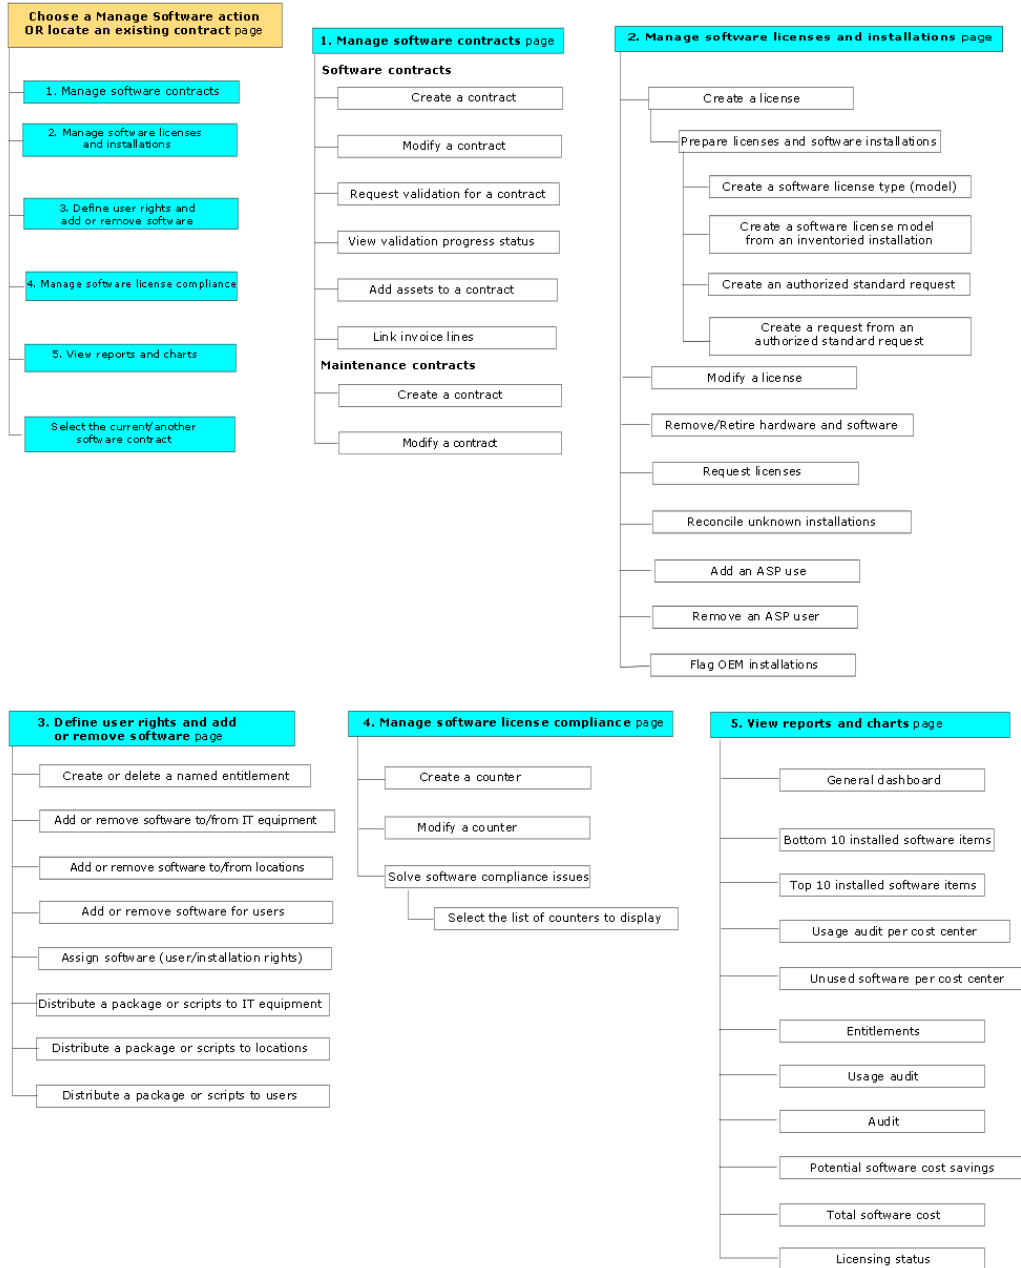 Choose a Manage Software action
OR locate an existing contract page
1. Manage software contracts
2. Manage software licenses
and installations
3. Define user rights and
add or remove software
4. Manage software license compliance
5. View reports and charts
Select the current/another
software contract
1. Manage software contracts page
Software contracts
Create a contract
Modify a contract
Request validation for a contract
View validation progress status
Add assets to a contract
Link invoice lines
Maintenance contracts
Create a contract
Modify a contract
2. Manage software licenses and installations page
Create a license
Prepare licenses and software installations
Create a software license type (model)
Create a software license model
from an inventoried installation
Create an authorized standard request
Create a request from an
authorized standard request
Modify a license
Remove/Retire hardware and software
Request licenses
Reconcile unknown installations
Add an ASP use
Remove an ASP user
Flag OEM installations
3. Define user rights and add
or remove software page
Create or delete a named entitlement
Add or remove software to/from IT equipment
Add or remove software to/from locations
Add or remove software for users
Assign software (user/installation rights)
Distribute a package or scripts to IT equipment
Distribute a package or scripts to locations
Distribute a package or scripts to users
4. Manage software license compliance page
Create a counter
Modify a counter
Solve software compliance issues
Select the list of counters to display
5. View reports and charts page
General dashboard
Bottom 10 installed software items
Top 10 installed software items
Usage audit per cost center
Unused software per cost center
Entitlements
Usage audit
Audit
Potential software cost savings
Total software cost
Licensing status